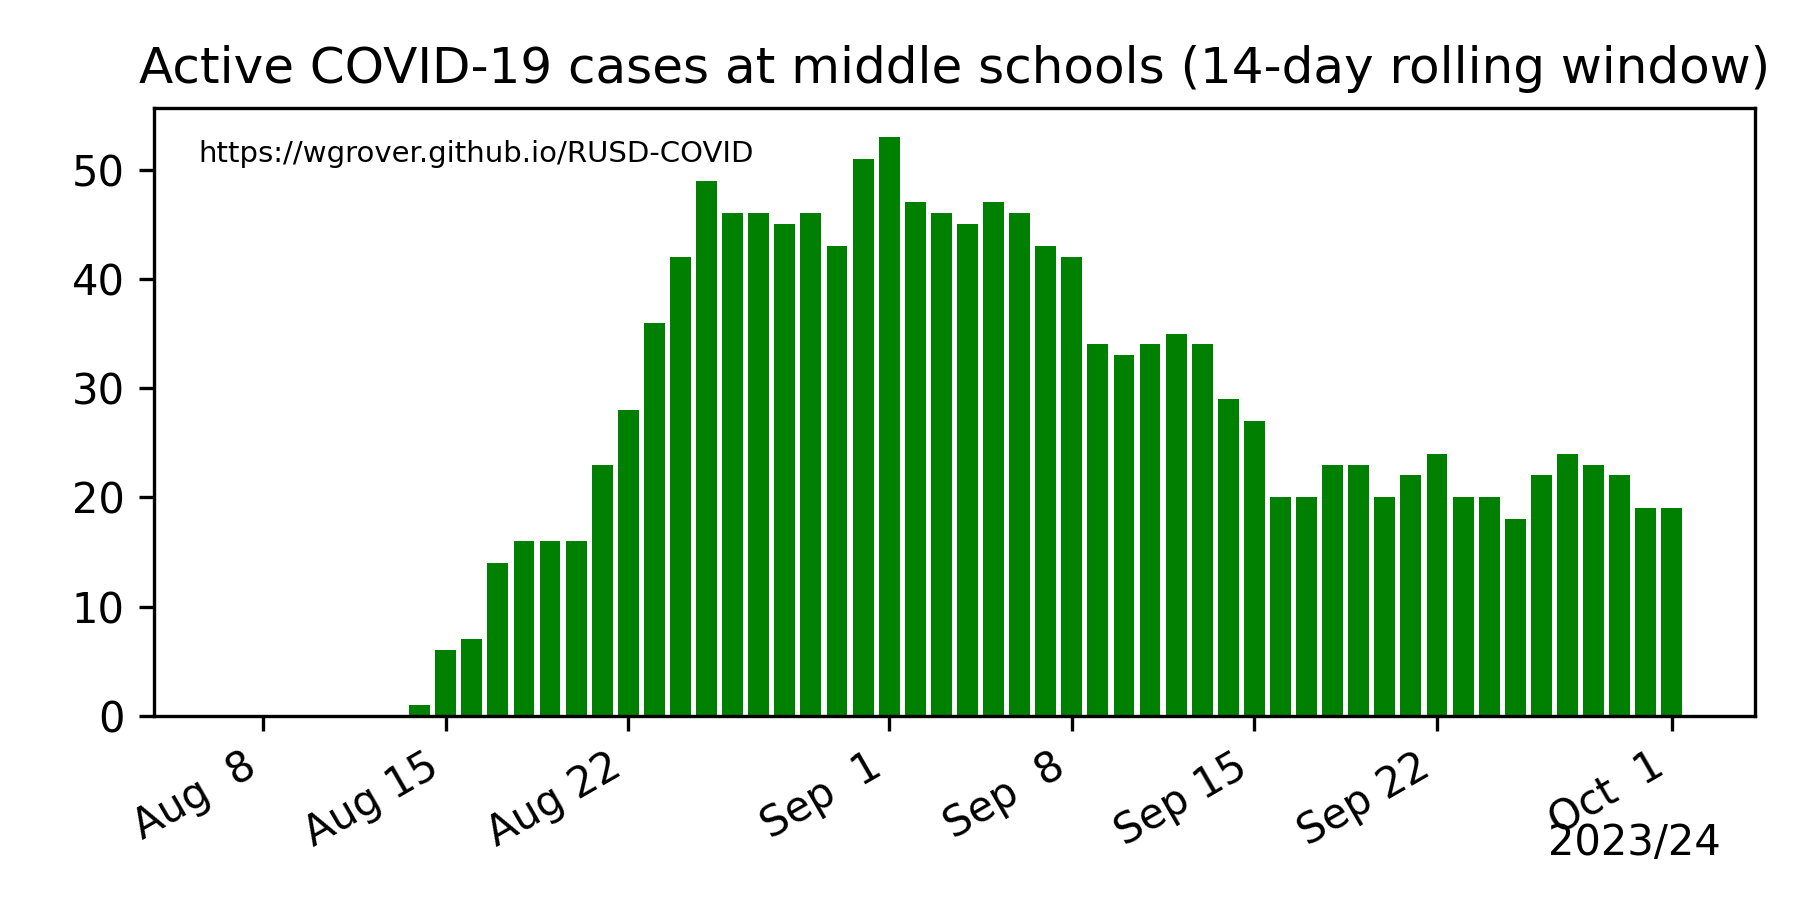 Active COVID-19 cases at middle schools (14-day rolling window)
https://wgrover.github.io/RUSD-COVID
50
40
30
20
10
0
Aug 8
Aug 15
Aug 22
Sep 1
Sep 8
Sep 15
Sep 22
Oct 1
2023/24